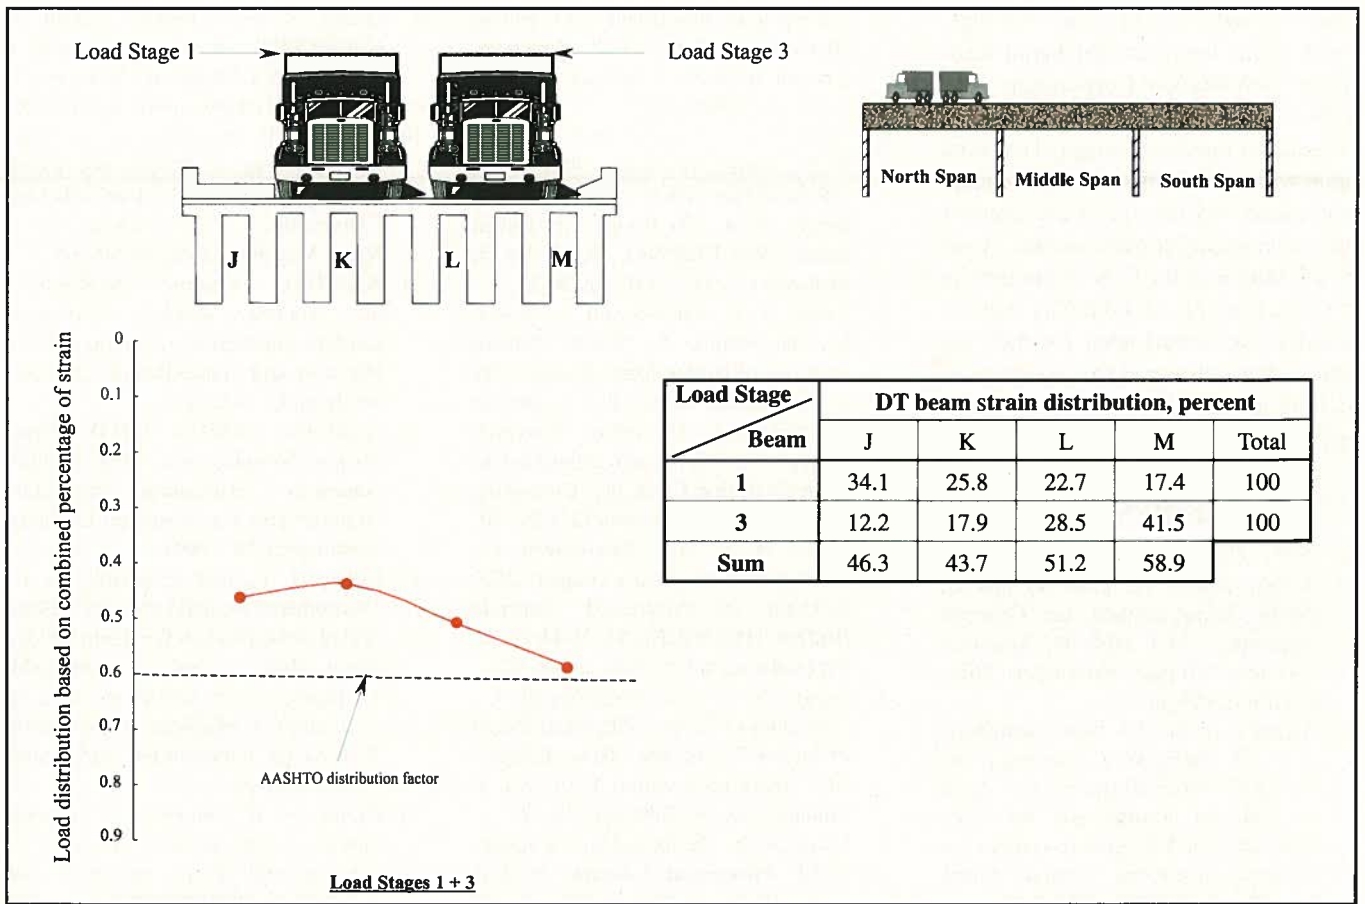 Load Stage 1
Load Stage 3
North Span
Middle Span
South Span
J K L M
Load distribution based on combined percentage of strain
0
0.1
0.2
0.3
0.4
0.5
0.6
0.7
0.8
0.9
AASHTO distribution factor
Load Stages 1 + 3
Load Stage
Beam
DT beam strain distribution, percent
J K L M Total
1 34.1 25.8 22.7 17.4 100
3 12.2 17.9 28.5 41.5 100
Sum 46.3 43.7 51.2 58.9